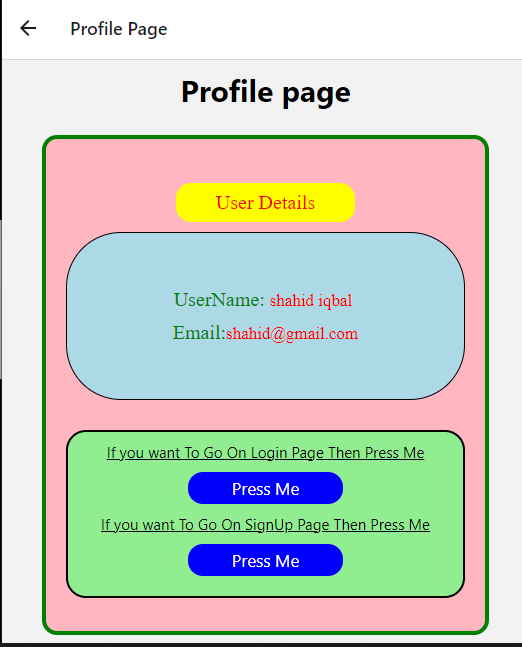 Profile Page
Profile page
User Details
UserName: shahid iqbal
Email:shahid@gmail.com
If you want To Go On Login Page Then Press Me
Press Me
If you want To Go On SignUp Page Then Press Me
Press Me